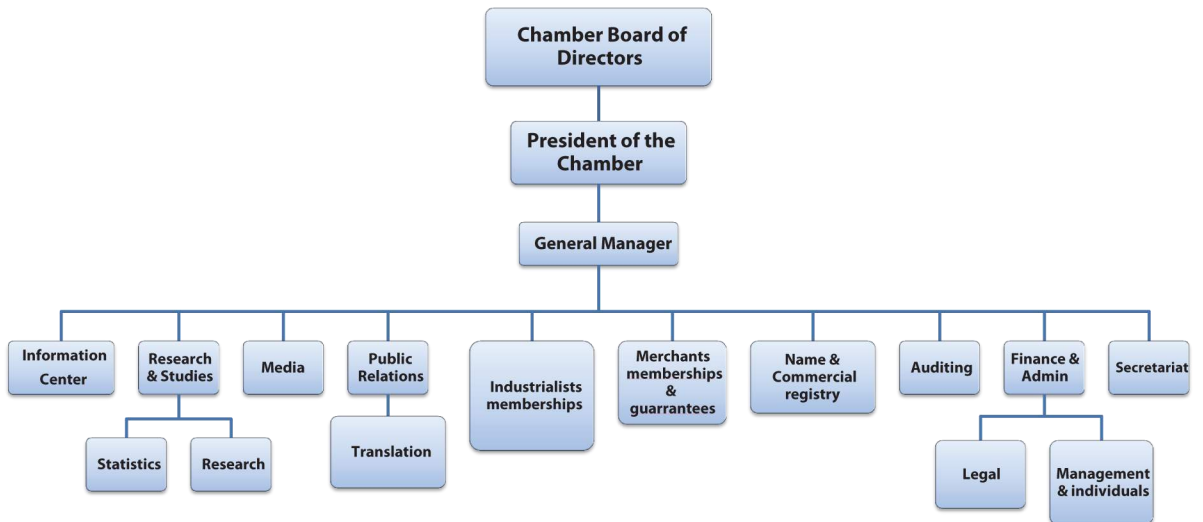 Chamber Board of
Directors
President of the
Chamber
General Manager
Information
Center
Research
& Studies
Media
Public
Relations
Industrialists
memberships
Merchants
memberships
&
guarrantees
Name &
Commercial
registry
Auditing
Finance &
Admin
Secretariat
Statistics
Research
Translation
Legal
Management
& individuals